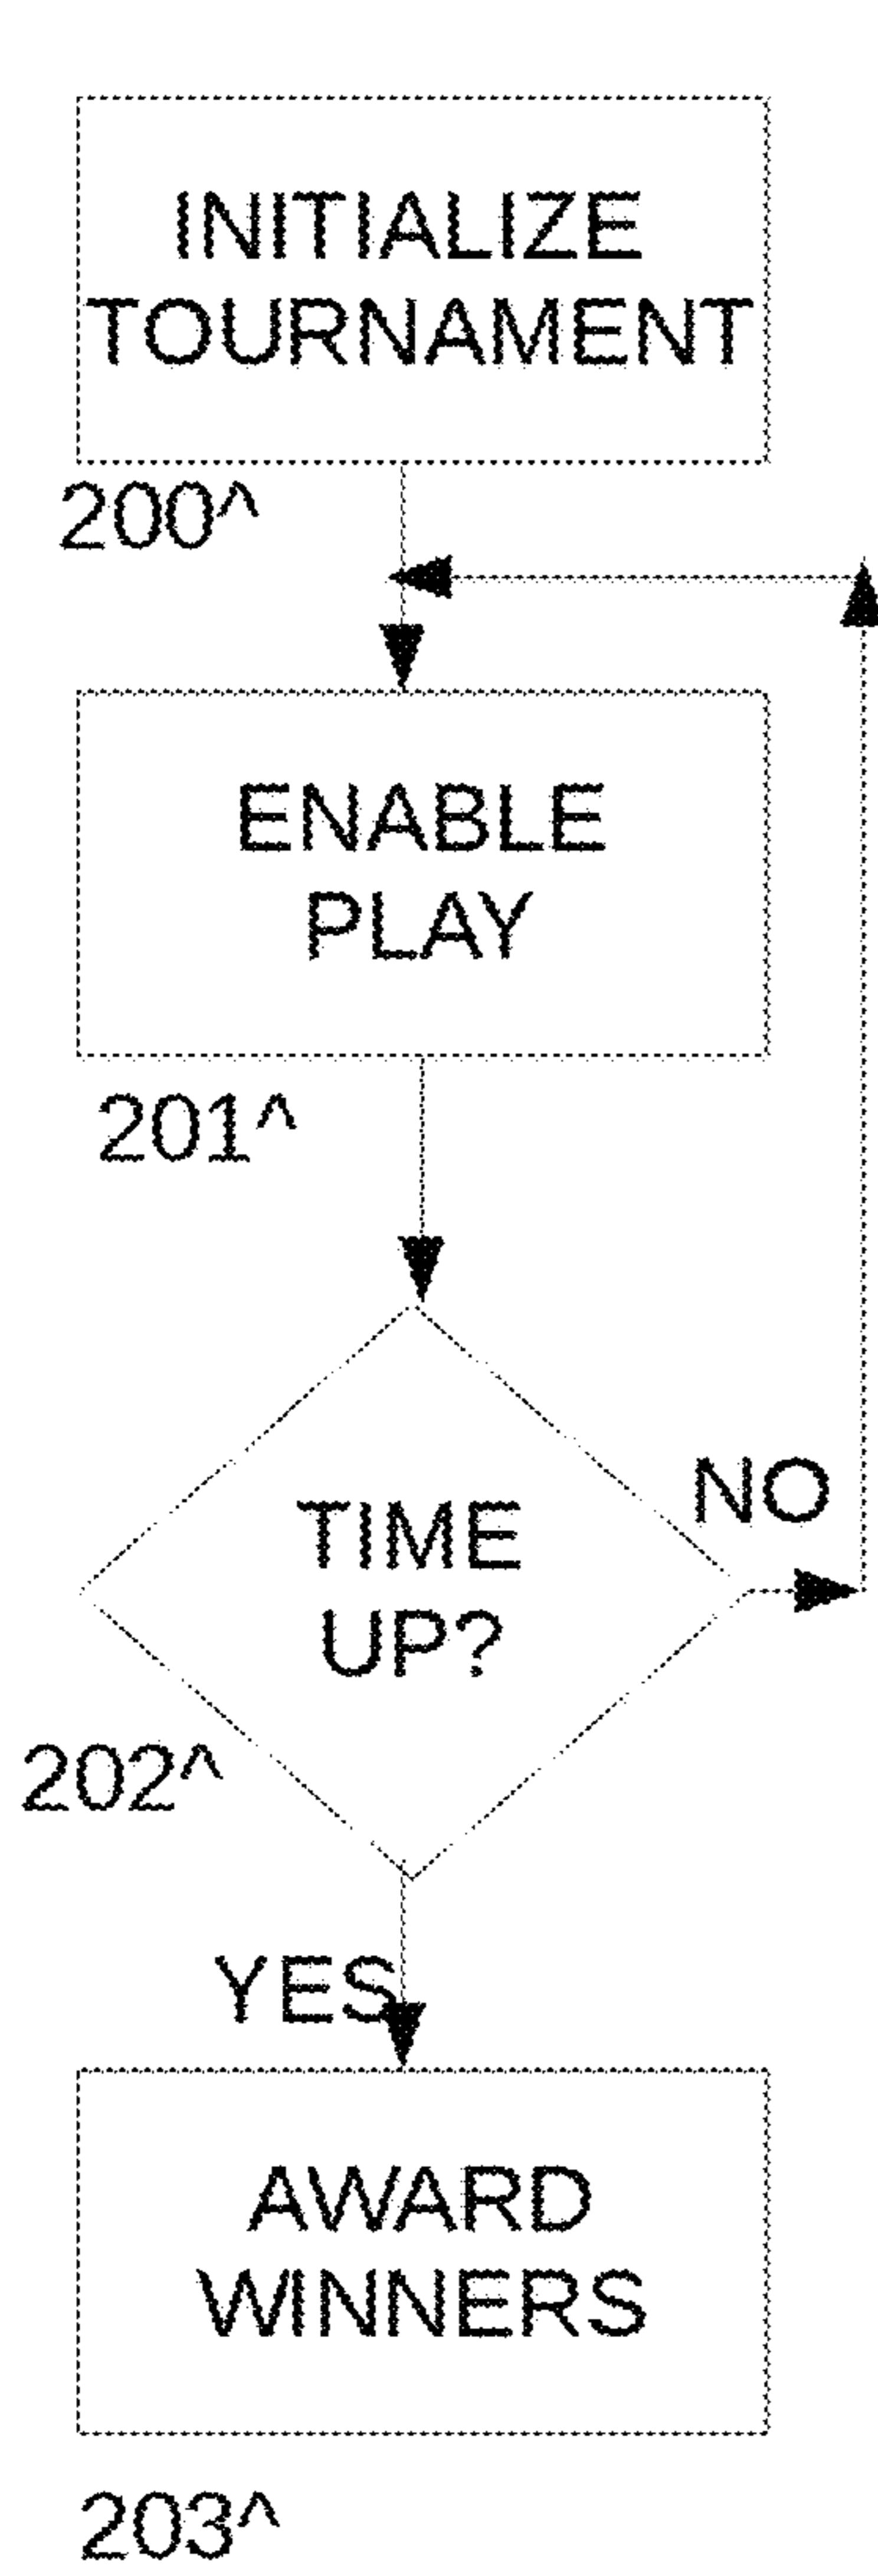 INITIALIZE
TOURNAMENT
200^
ENABLE
PLAY
201^
TIME
UP?
NO
202^
YES
AWARD
WINNERS
203^